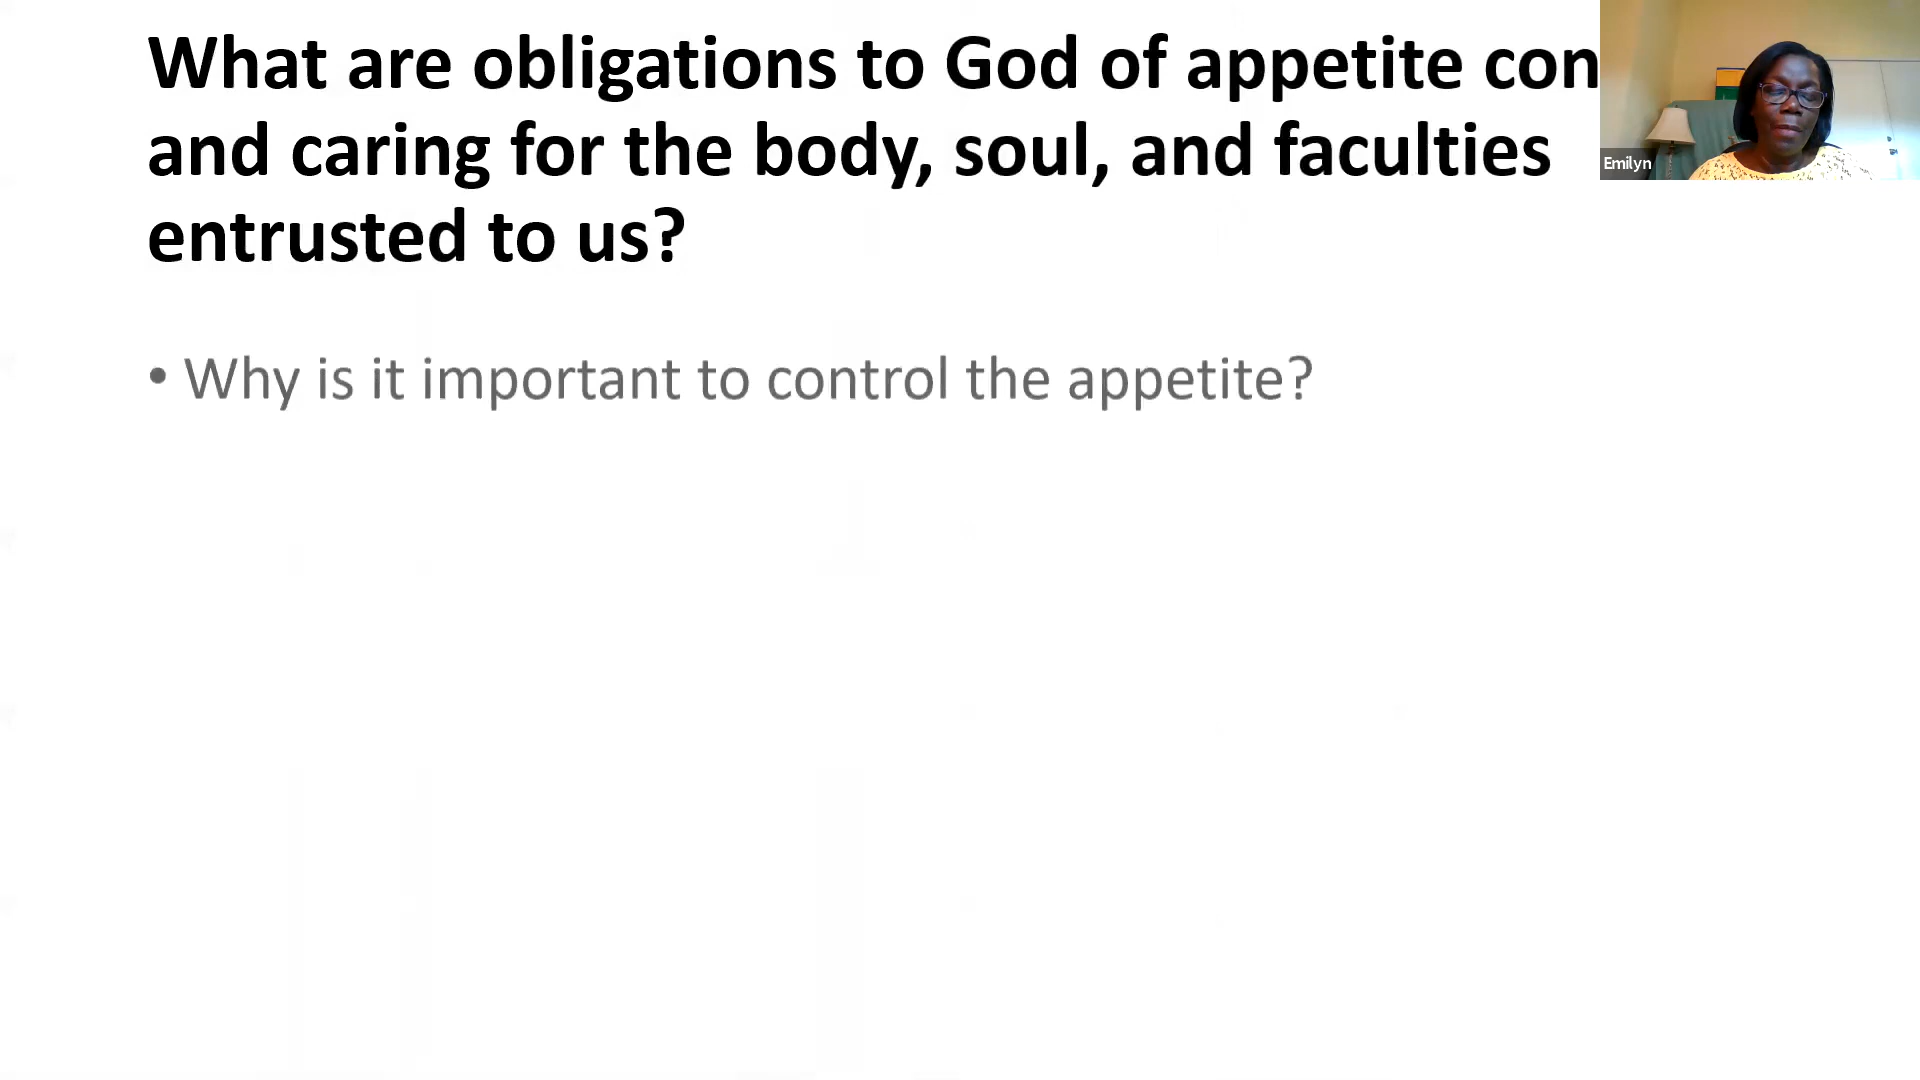 What are obligations to God of appetite con
and caring for the body, soul, and faculties
entrusted to us?
• Why is it important to control the appetite?
Emilyn